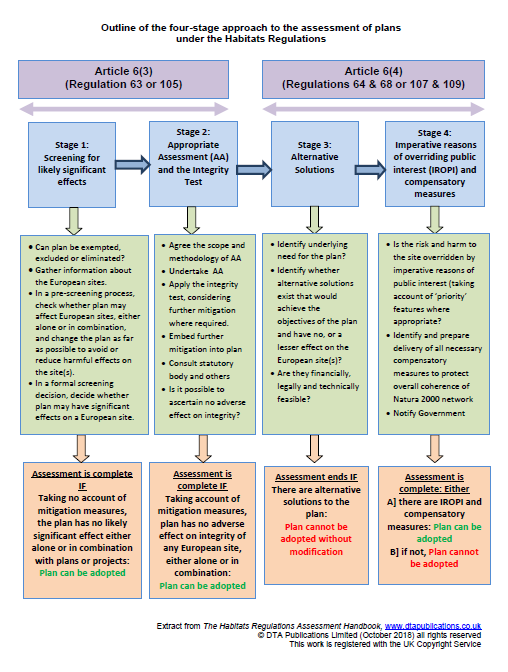 Outline of the four-stage approach to the assessment of plans
under the Habitats Regulations
Article 6(3)
(Regulation 63 or 105)
Article 6(4)
(Regulations 64 & 68 or 107 & 109)
Stage 1:
Screening for
likely significant
effects
Stage 2:
Appropriate
Assessment (AA)
and the Integrity
Test
Stage 3:
Alternative
Solutions
Stage 4:
Imperative reasons
of overriding public
interest (IROPI) and
compensatory
measures
• Can plan be exempted,
excluded or eliminated?
• Gather information about
the European sites.
• In a pre-screening process,
check whether plan may
affect European sites, either
alone or in combination,
and change the plan as far
as possible to avoid or
reduce harmful effects on
the site(s).
• In a formal screening
decision, decide whether
plan may have significant
effects on a European site.
• Agree the scope and
methodology of AA
• Undertake AA
• Apply the integrity
test, considering
further mitigation
where required.
• Embed further
mitigation into plan
• Consult statutory
body and others
• Is it possible to
ascertain no adverse
effect on integrity?
• Identify underlying
need for the plan?
• Identify whether
alternative solutions
exist that would
achieve the
objectives of the plan
and have no, or a
lesser effect on the
European site(s)?
• Are they financially,
legally and technically
feasible?
• Is the risk and harm to
the site overridden by
imperative reasons of
public interest (taking
account of ‘priority’
features where
appropriate?
• Identify and prepare
delivery of all necessary
compensatory
measures to protect
overall coherence of
Natura 2000 network
• Notify Government
Assessment is complete
IF
Taking no account of
mitigation measures,
the plan has no likely
significant effect either
alone or in combination
with plans or projects:
Plan can be adopted
Assessment is
complete IF
Taking account of
mitigation measures,
plan has no adverse
effect on integrity of
any European site,
either alone or in
combination:
Plan can be adopted
Assessment ends IF
There are alternative
solutions to the
plan:
Plan cannot be
adopted without
modification
Assessment is
complete: Either
A] there are IROPI and
compensatory
measures: Plan can be
adopted
B] if not, Plan cannot
be adopted
Extract from The Habitats Regulations Assessment Handbook, www.dtapublications.co.uk
© DTA Publications Limited (October 2018) all rights reserved
This work is registered with the UK Copyright Service